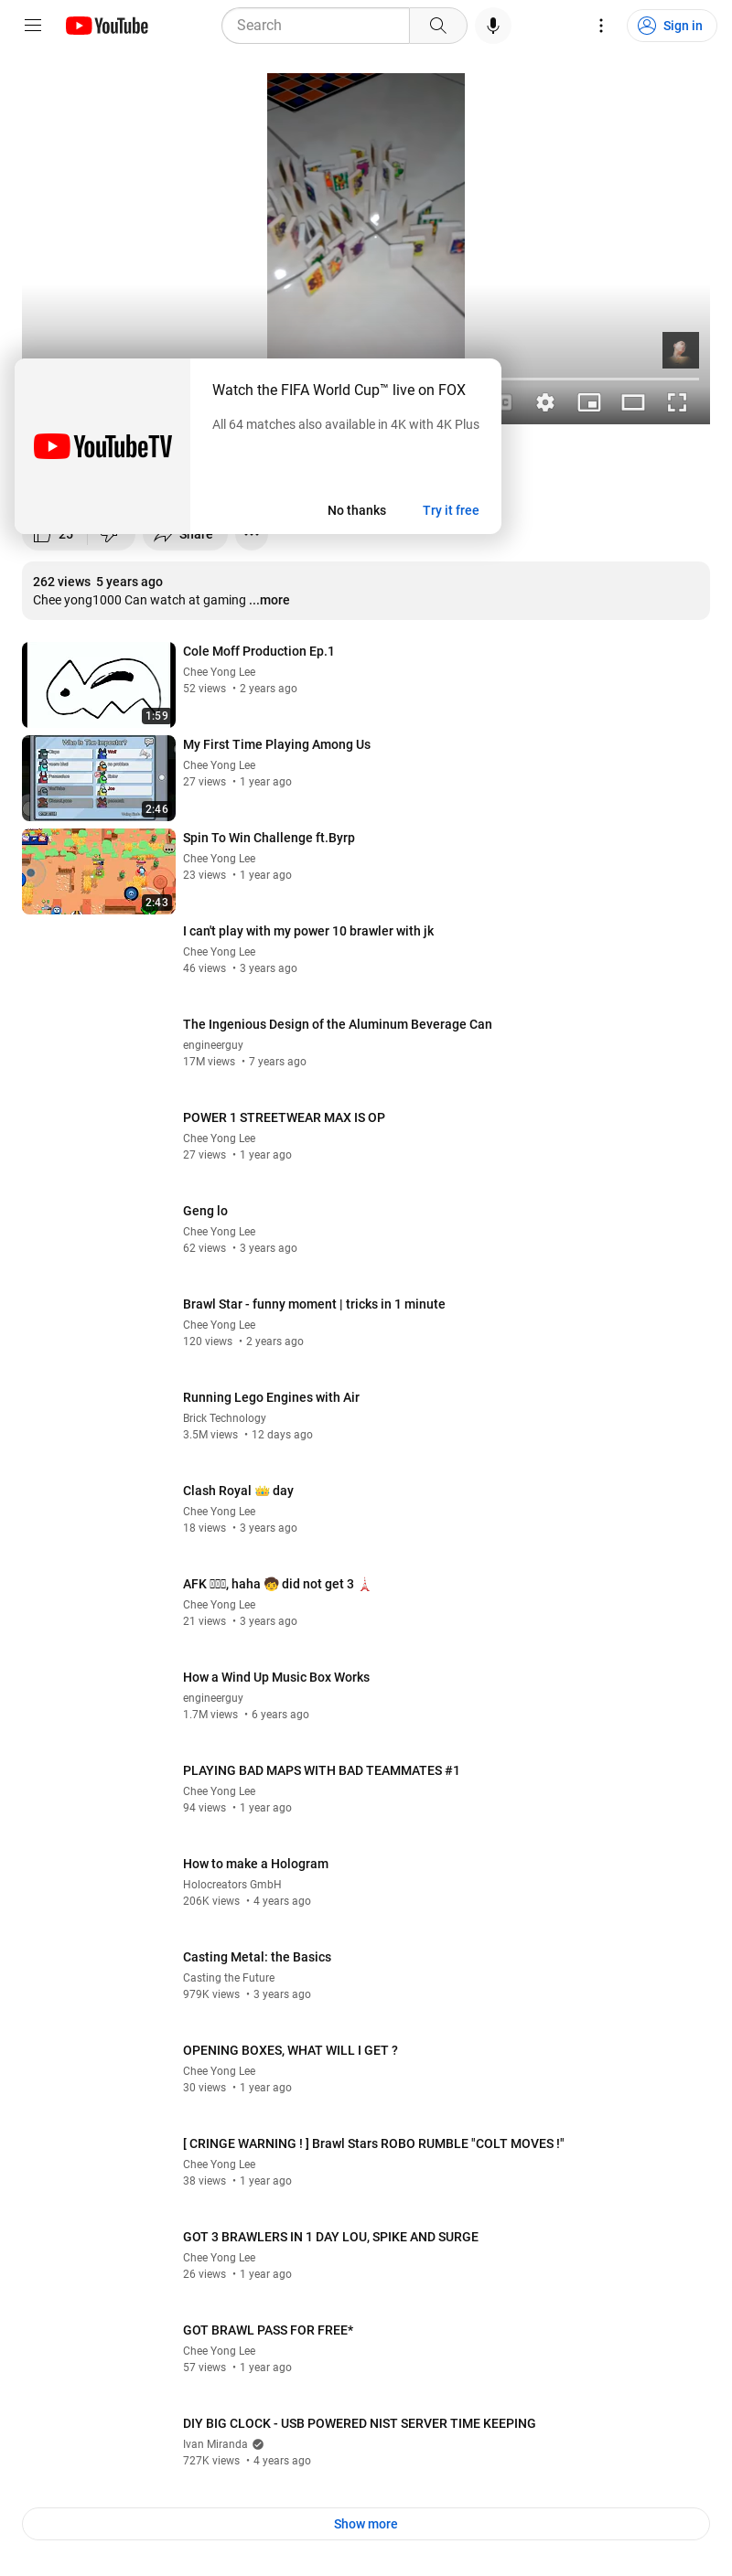 YouTube
Search
Sign in
Watch the FIFA World Cup™ live on FOX
All 64 matches also available in 4K with 4K Plus
YouTubeTV
No thanks
Try it free
25
Share
262 views 5 years ago
Chee yong1000 Can watch at gaming ...more
Cole Moff Production Ep.1
Chee Yong Lee
52 views • 2 years ago
1:59
My First Time Playing Among Us
Chee Yong Lee
27 views • 1 year ago
2:46
Spin To Win Challenge ft.Byrp
Chee Yong Lee
23 views • 1 year ago
2:43
I can't play with my power 10 brawler with jk
Chee Yong Lee
46 views • 3 years ago
The Ingenious Design of the Aluminum Beverage Can
engineerguy
17M views • 7 years ago
POWER 1 STREETWEAR MAX IS OP
Chee Yong Lee
27 views • 1 year ago
Geng lo
Chee Yong Lee
62 views • 3 years ago
Brawl Star - funny moment | tricks in 1 minute
Chee Yong Lee
120 views • 2 years ago
Running Lego Engines with Air
Brick Technology
3.5M views • 12 days ago
Clash Royal 👑 day
Chee Yong Lee
18 views • 3 years ago
AFK , haha 🧒 did not get 3 🗼
Chee Yong Lee
21 views • 3 years ago
How a Wind Up Music Box Works
engineerguy
1.7M views • 6 years ago
PLAYING BAD MAPS WITH BAD TEAMMATES #1
Chee Yong Lee
94 views • 1 year ago
How to make a Hologram
Holocreators GmbH
206K views • 4 years ago
Casting Metal: the Basics
Casting the Future
979K views • 3 years ago
OPENING BOXES, WHAT WILL I GET ?
Chee Yong Lee
30 views • 1 year ago
[ CRINGE WARNING ! ] Brawl Stars ROBO RUMBLE "COLT MOVES !"
Chee Yong Lee
38 views • 1 year ago
GOT 3 BRAWLERS IN 1 DAY LOU, SPIKE AND SURGE
Chee Yong Lee
26 views • 1 year ago
GOT BRAWL PASS FOR FREE*
Chee Yong Lee
57 views • 1 year ago
DIY BIG CLOCK - USB POWERED NIST SERVER TIME KEEPING
Ivan Miranda
727K views • 4 years ago
Show more